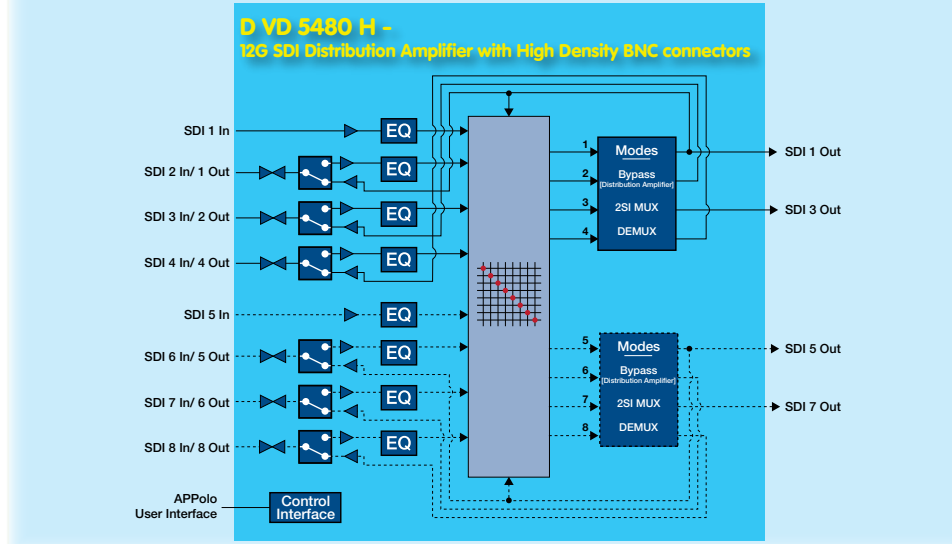 D VD 5480 H -
12G SDI Distribution Amplifier with High Density BNC connectors
SDI 1 In
EQ
SDI 2 In/ 1 Out
EQ
SDI 3 In/ 2 Out
EQ
SDI 4 In/ 4 Out
EQ
SDI 5 In
EQ
SDI 6 In/ 5 Out
EQ
SDI 7 In/ 6 Out
EQ
SDI 8 In/ 8 Out
EQ
APPolo
User Interface
Control
Interface
1
2
3
4
Modes
Bypass
[Distribution Amplifier]
2SI MUX
DEMUX
SDI 1 Out
SDI 3 Out
5
6
7
8
Modes
Bypass
[Distribution Amplifier]
2SI MUX
DEMUX
SDI 5 Out
SDI 7 Out